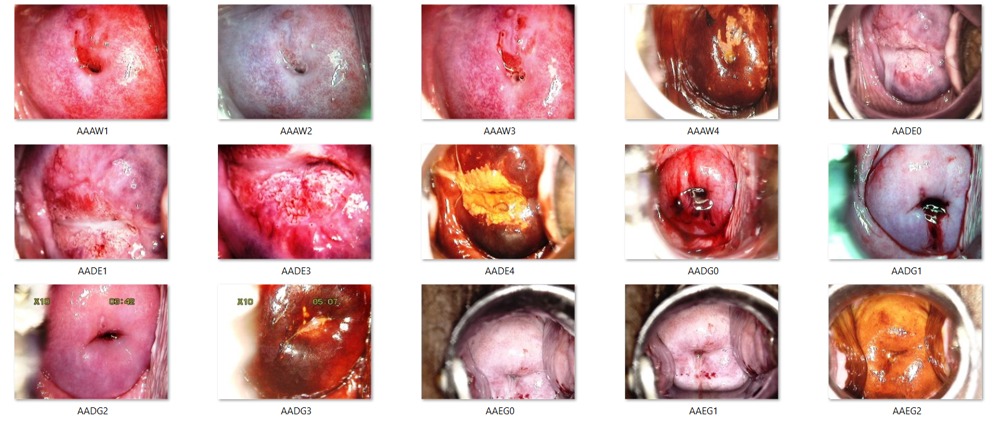 AAAW1 AAAW2 AAAW3 AAAW4 AADE0
AADE1 AADE3 AADE4 AADG0 AADG1
X10 03:42 X10 05:07
AADG2 AADG3 AAEG0 AAEG1 AAEG2